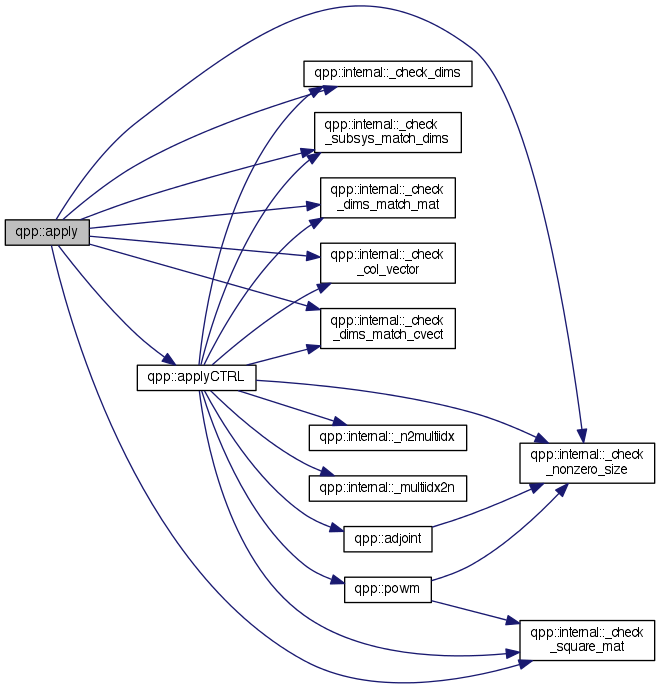 qpp::internal::_check_dims
qpp::internal::_check
_subsys_match_dims
qpp::internal::_check
_dims_match_mat
qpp::apply
qpp::internal::_check
_col_vector
qpp::internal::_check
_dims_match_cvect
qpp::applyCTRL
qpp::internal::_n2multiidx
qpp::internal::_check
_nonzero_size
qpp::internal::_multiidx2n
qpp::adjoint
qpp::powm
qpp::internal::_check
_square_mat